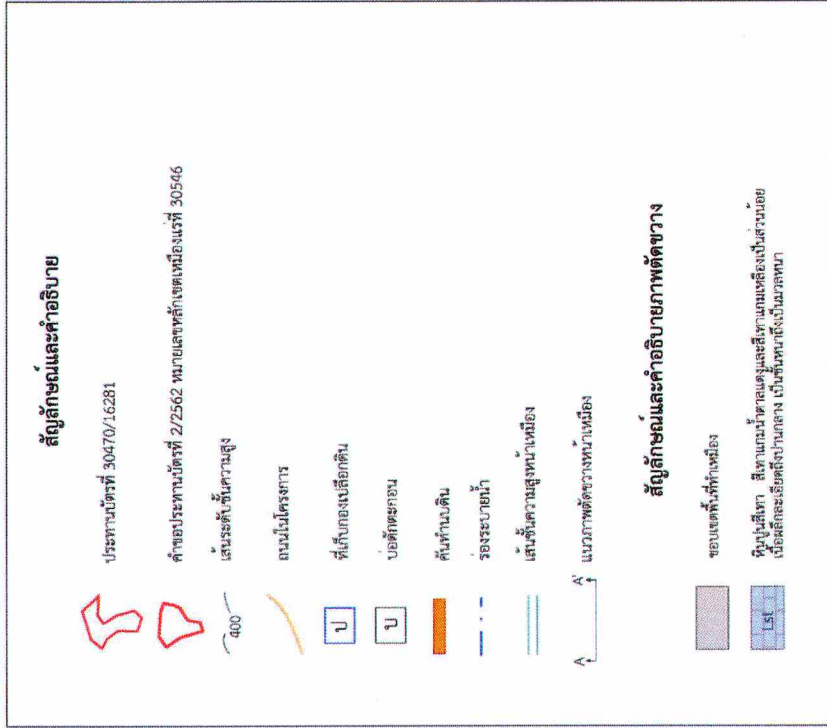 สัญลักษณ์และคำอธิบาย
ประทานบัตรที่ 30470/16281
คำขอประทานบัตรที่ 2/2562 หมายเลขหลักเขตเหมืองแร่ที่ 30546
400
เส้นระดับชั้นความสูง
ถนนในโครงการ
ป
ที่เก็บกองเปลือกดิน
บ
บ่อดักตะกอน
คันทำนบดิน
ร่องระบายน้ำ
เส้นชั้นความสูงหน้าเหมือง
A A'
แนวภาพตัดขวางหน้าเหมือง
สัญลักษณ์และคำอธิบายภาพตัดขวาง
ขอบเขตพื้นที่ทำเหมือง
Lst
หินปูนสีเทา สีเทาแกมน้ำตาลแดงและสีเทาแกมเหลืองเป็นส่วนน้อย
เนื้อผลึกละเอียดถึงปานกลาง เป็นชั้นหนาถึงเป็นมวลหนา